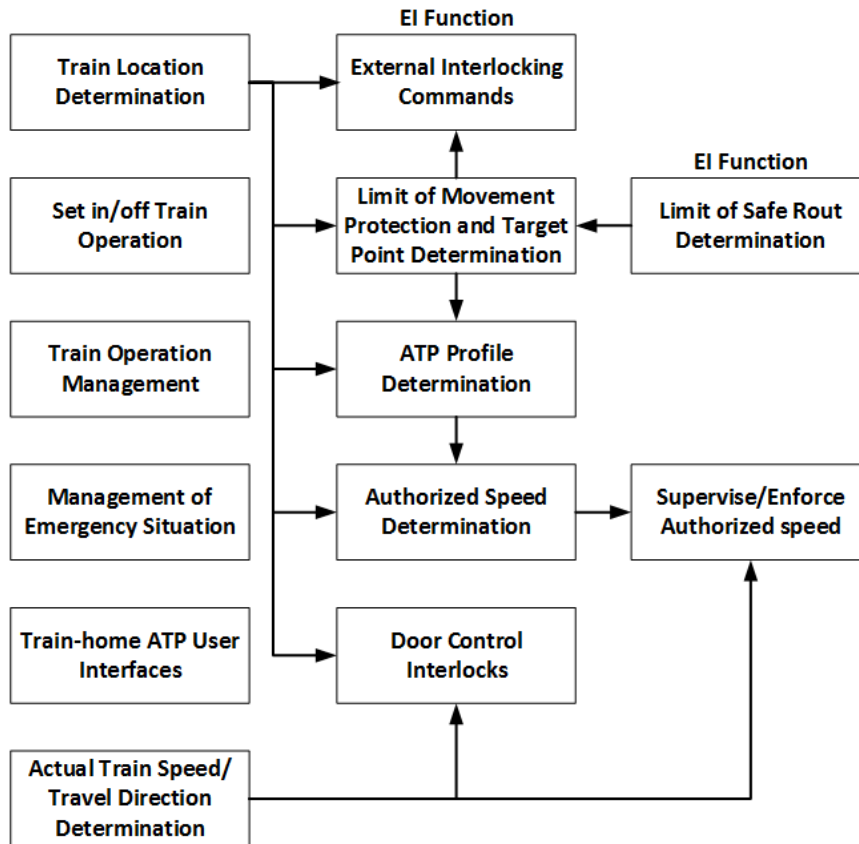 EI Function
Train Location
Determination
External Interlocking
Commands
EI Function
Set in/off Train
Operation
Limit of Movement
Protection and Target
Point Determination
Limit of Safe Rout
Determination
Train Operation
Management
ATP Profile
Determination
Management of
Emergency Situation
Authorized Speed
Determination
Supervise/Enforce
Authorized speed
Train-home ATP User
Interfaces
Door Control
Interlocks
Actual Train Speed/
Travel Direction
Determination